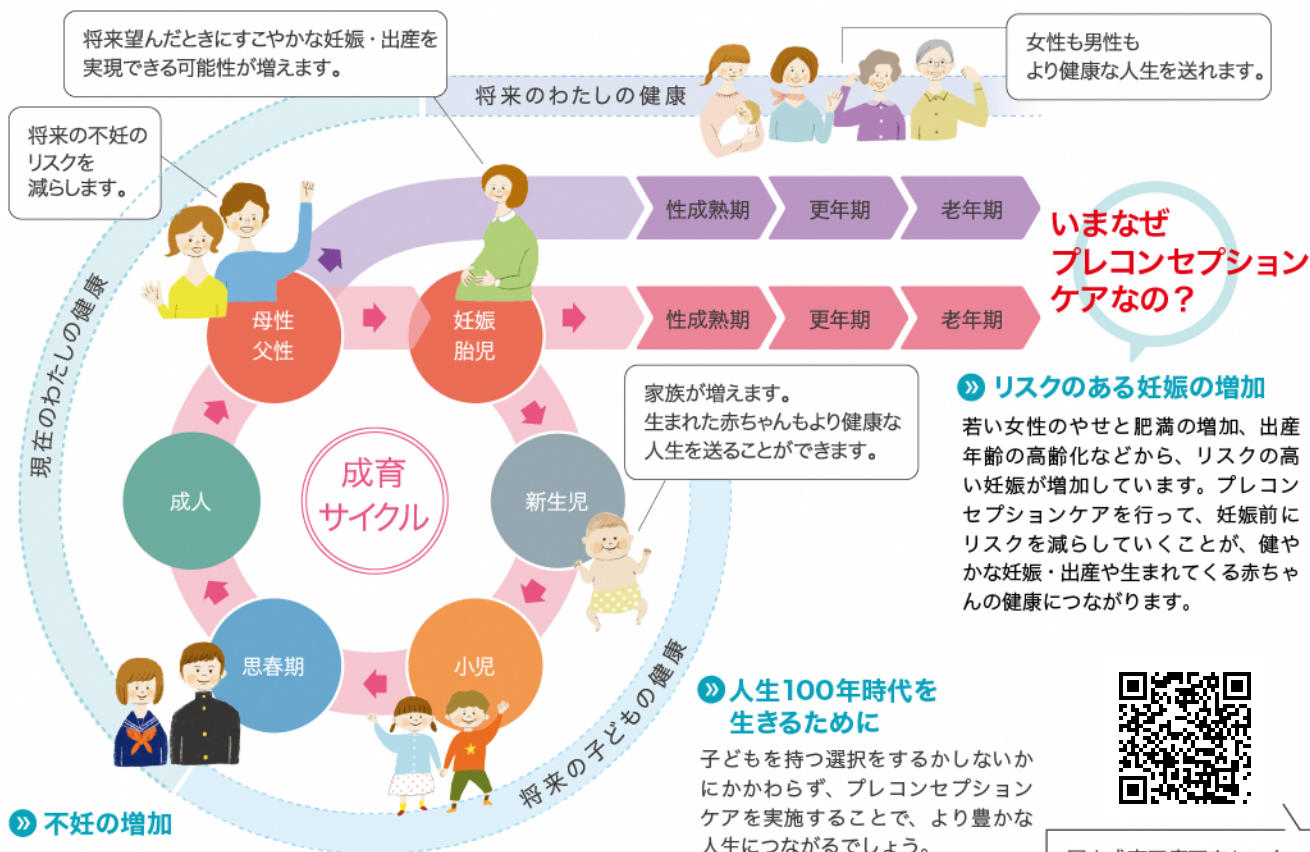 将来望んだときにすこやかな妊娠・出産を
実現できる可能性が増えます。
女性も男性も
より健康な人生を送れます。
将来のわたしの健康
将来の不妊の
リスクを
減らします。
性成熟期
更年期
老年期
いまなぜ
プレコンセプション
ケアなの？
母性
父性
妊娠
胎児
性成熟期
更年期
老年期
現在のわたしの健康
家族が増えます。
生まれた赤ちゃんもより健康な
人生を送ることができます。
リスクのある妊娠の増加
若い女性のやせと肥満の増加、出産
年齢の高齢化などから、リスクの高
い妊娠が増加しています。プレコン
セプションケアを行って、妊娠前に
リスクを減らしていくことが、健や
かな妊娠・出産や生まれてくる赤ちゃ
んの健康につながります。
成育
サイクル
成人
新生児
思春期
小児
将来の子どもの健康
人生100年時代を
生きるために
子どもを持つ選択をするかしないか
にかかわらず、プレコンセプション
ケアを実施することで、より豊かな
人生につながるでしょう。
不妊の増加